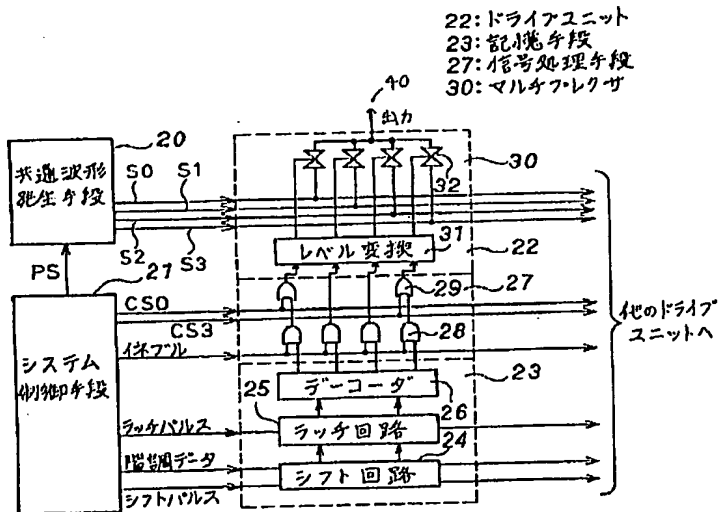 22: ドライブユニット
23: 記憶手段
27: 信号処理手段
30: マルチプレクサ
40
出力
20
共通波形
発生手段
S0
S1
S2
S3
30
32
レベル変換
31
22
PS
21
27
CS0
CS3
29
28
イネーブル
他のドライブ
ユニットへ
システム
制御手段
23
デコーダ
26
25
ラッチパルス
ラッチ回路
24
階調データ
シフト回路
シフトパルス